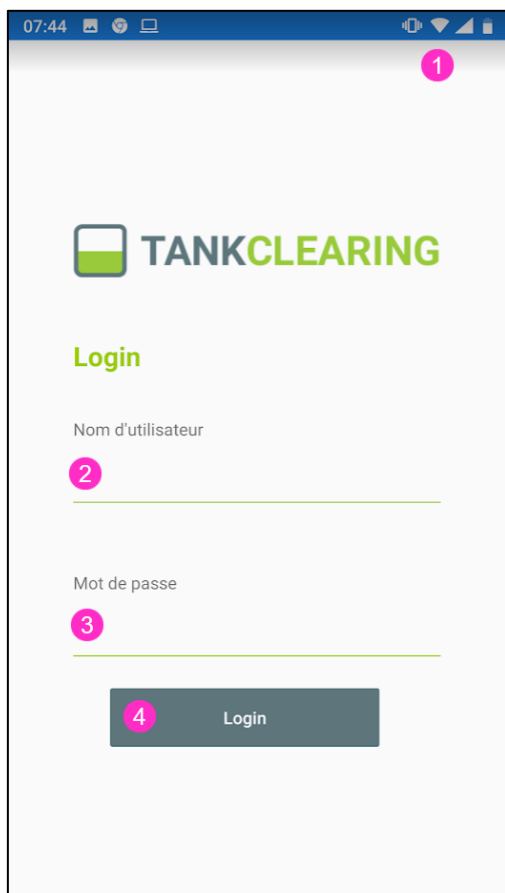 07:44
1
TANKCLEARING
Login
Nom d'utilisateur
2
Mot de passe
3
4 Login